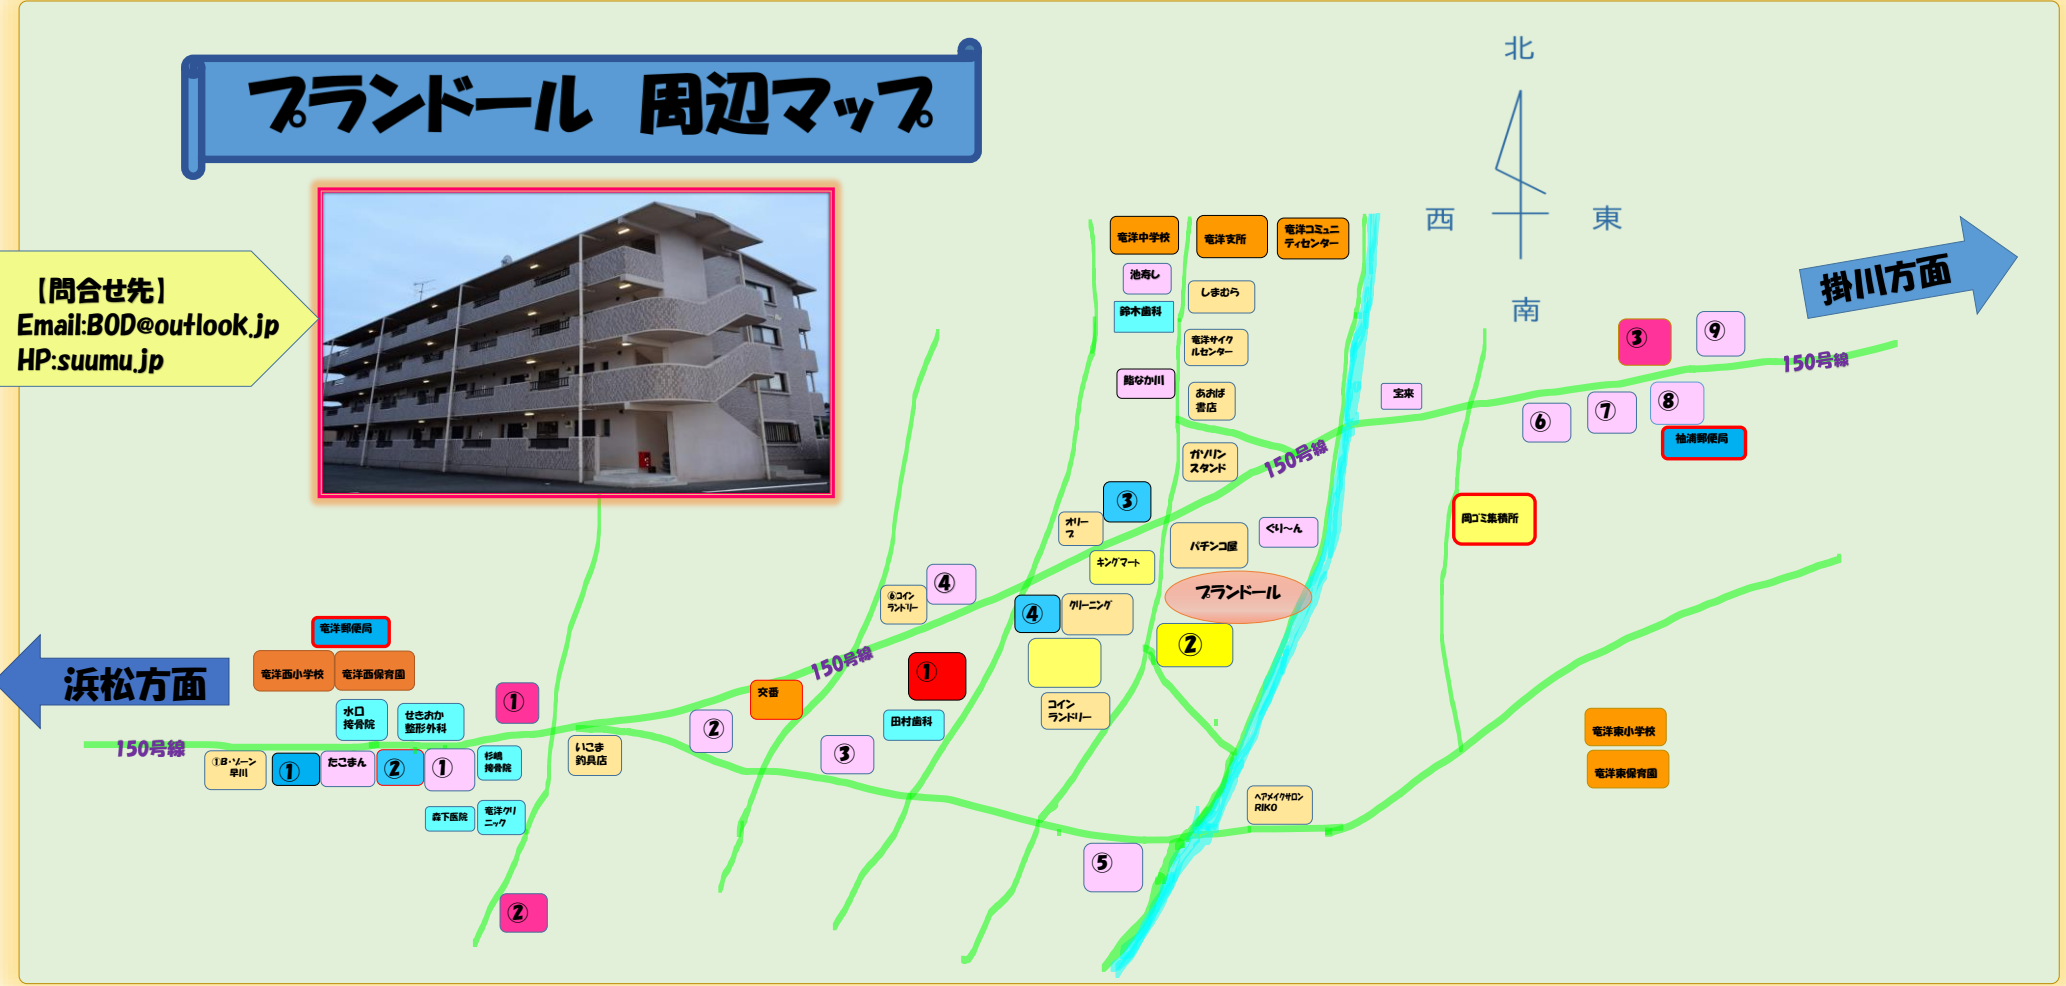 ブランドール 周辺マップ
【問合せ先】
Email:BOD@outlook.jp
HP:suumu.jp
北
西
東
南
掛川方面
浜松方面
竜洋中学校
竜洋支所
竜洋コミュニ
ティセンター
池寿し
しまむら
鈴木歯科
竜洋サイク
ルセンター
鮨なか川
あおば
書店
宝来
③
⑨
150号線
⑥
⑦
⑧
袖浦郵便局
ガソリン
スタンド
150号線
③
オリー
ブ
パチンコ屋
ぐり〜ん
岡ゴミ集積所
キングマート
ブランドール
④
⑥コイン
ランドリー
④
クリーニング
②
竜洋郵便局
竜洋西小学校
竜洋西保育園
150号線
①
交番
コイン
ランドリー
水口
接骨院
せきおか
整形外科
①
②
田村歯科
③
150号線
①B・ゾーン
早川
①
たこまん
②
①
杉嶋
接骨院
いこま
釣具店
森下医院
竜洋クリ
ニック
②
⑤
ヘアメイクサロン
RIKO
竜洋東小学校
竜洋東保育園